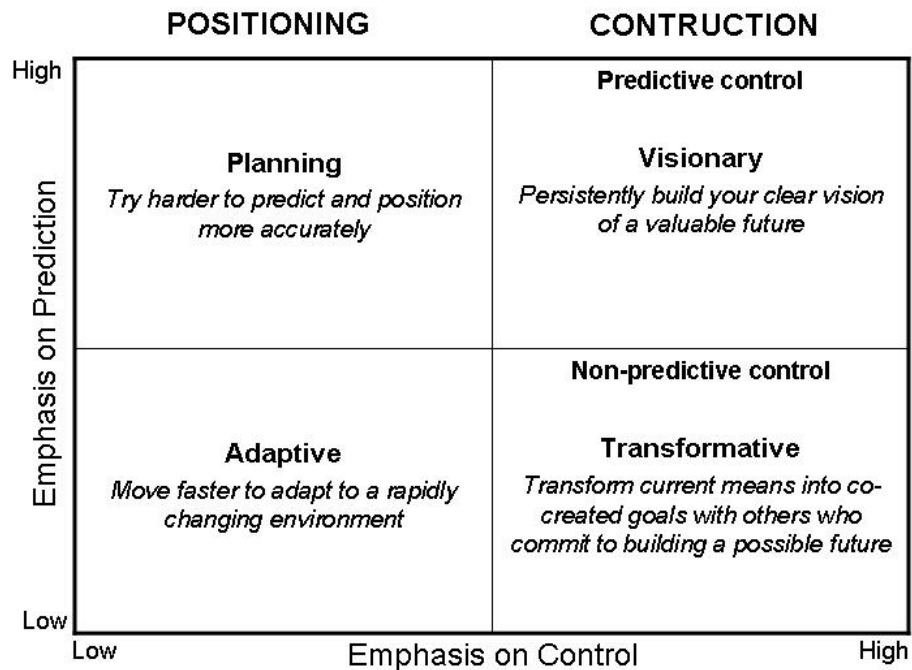 POSITIONING
CONTRUCTION
High
Predictive control
Planning
Try harder to predict and position
more accurately
Visionary
Persistently build your clear vision
of a valuable future
Emphasis on Prediction
Non-predictive control
Adaptive
Move faster to adapt to a rapidly
changing environment
Transformative
Transform current means into co-
created goals with others who
commit to building a possible future
Low
Low
Emphasis on Control
High